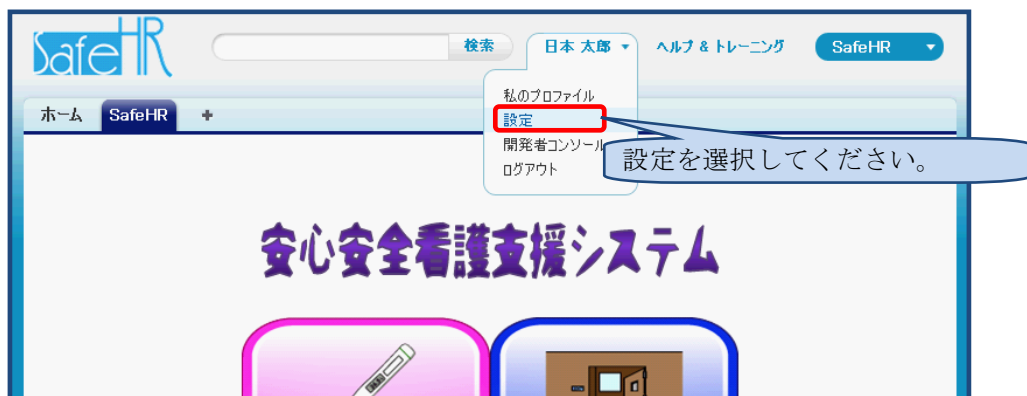 SafeHR
検索
日本 太郎
ヘルプ & トレーニング
SafeHR
私のプロファイル
設定
開発者コンソール
ログアウト
ホーム SafeHR +
設定を選択してください。
安心安全看護支援システム